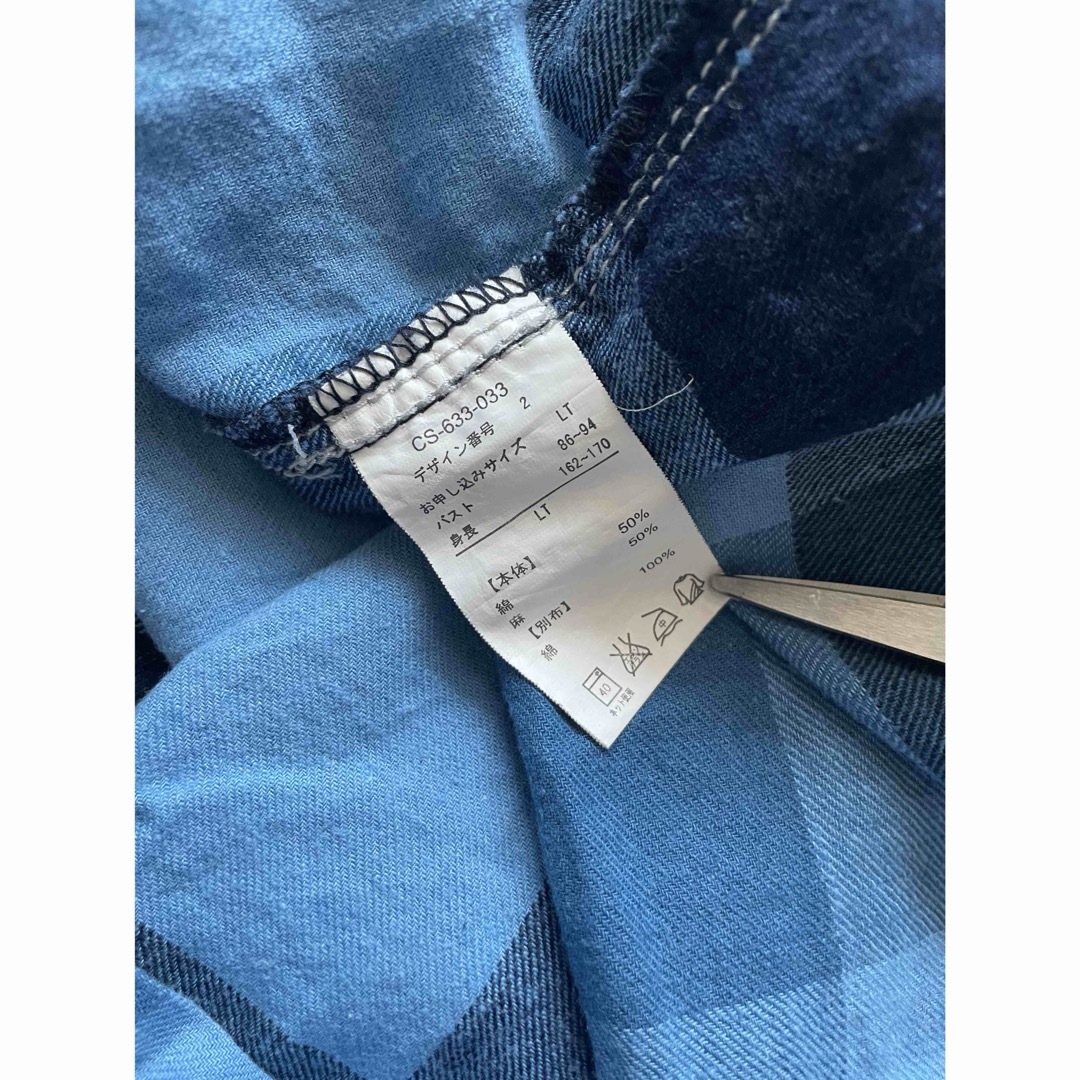 CS-633-033
デザイン番号 2
お申し込みサイズ LT
バスト 86~94
身長 162~170
LT
【本体】
綿 50%
麻 50%
【別布】
綿 100%
40 中
ネット使用